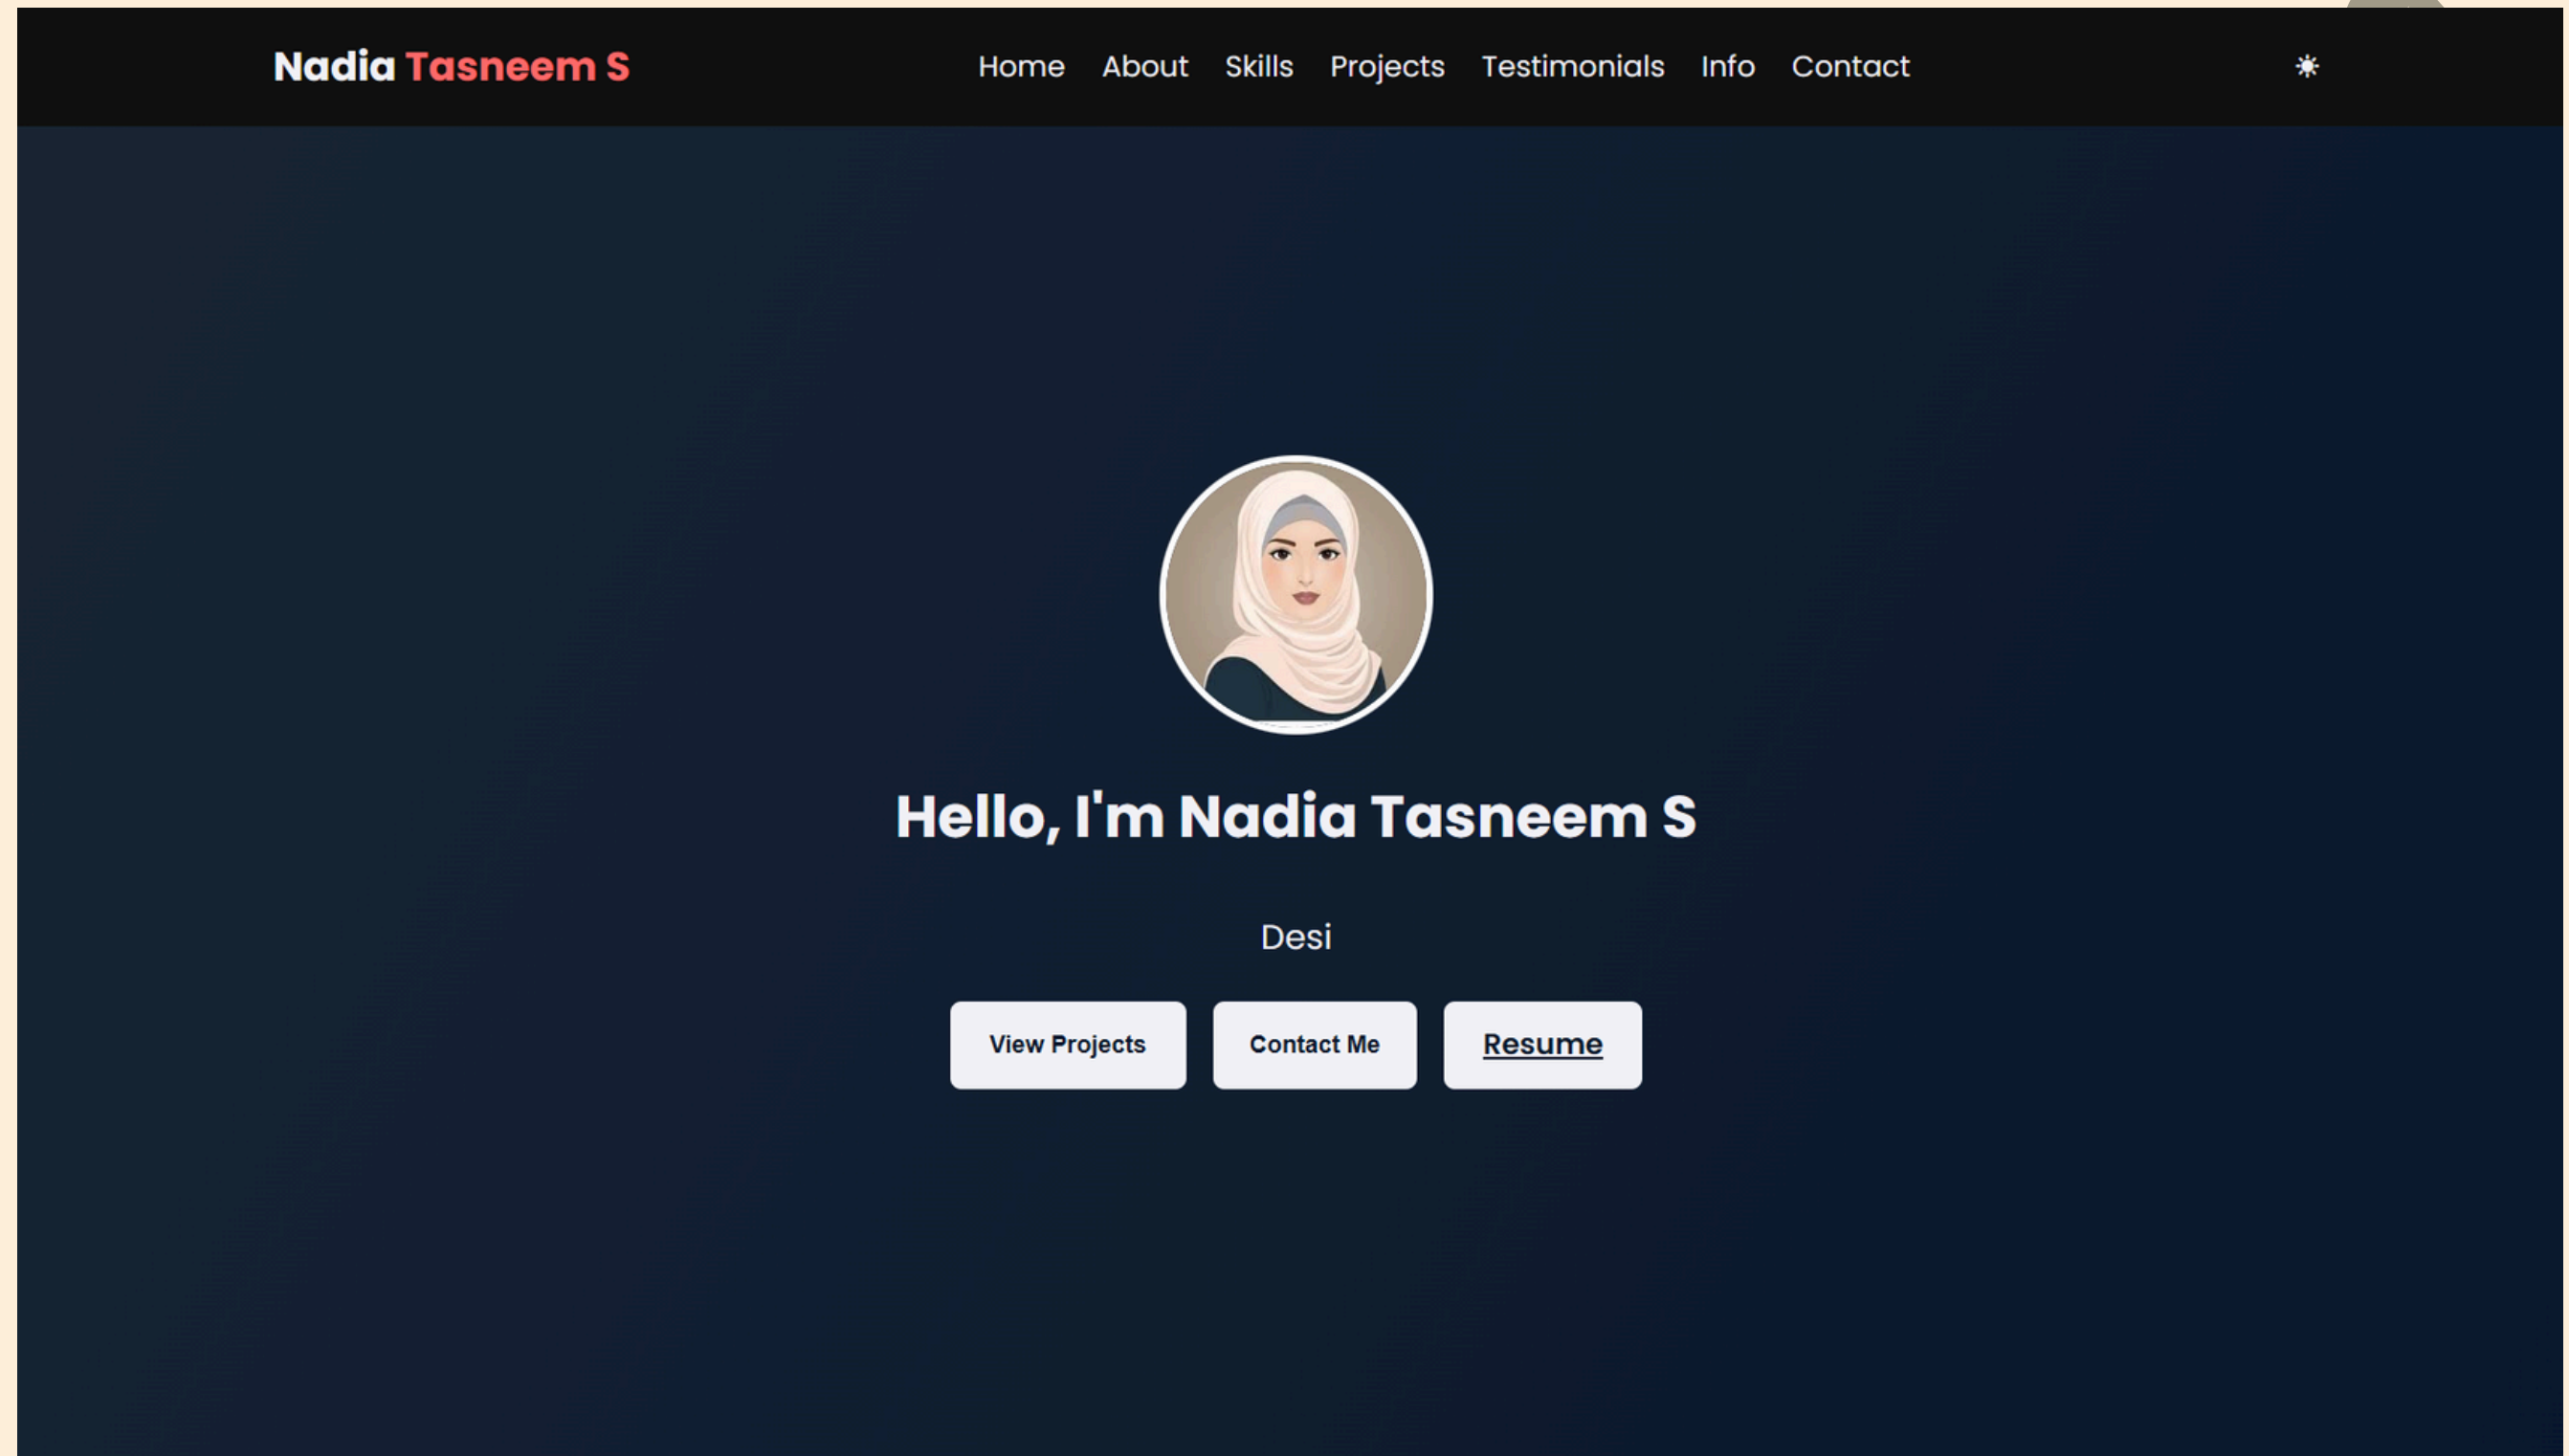 Nadia Tasneem S
Home About Skills Projects Testimonials Info Contact
Hello, I'm Nadia Tasneem S
Desi
View Projects
Contact Me
Resume